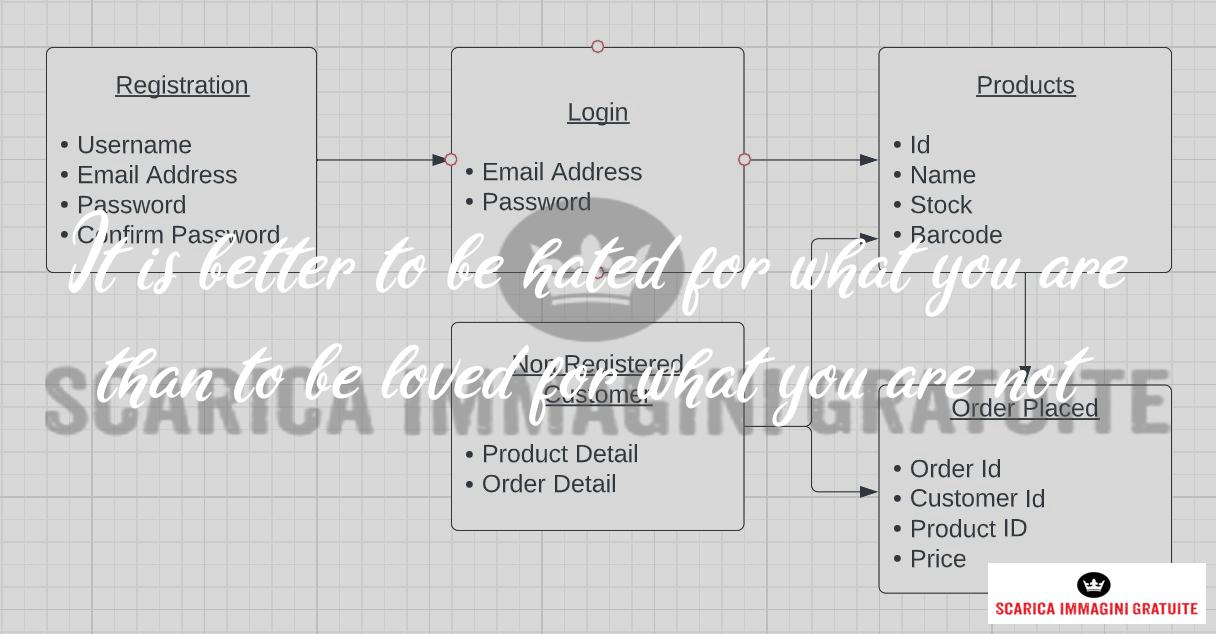 Registration
• Username
• Email Address
• Password
• Confirm Password
Login
• Email Address
• Password
Products
• Id
• Name
• Stock
• Barcode
It is better to be hated for what you are
than to be loved for what you are not
Non Registered
Customer
• Product Detail
• Order Detail
Order Placed
• Order Id
• Customer Id
• Product ID
• Price
SCARICA IMMAGINI GRATUITE
SCARICA IMMAGINI GRATUITE